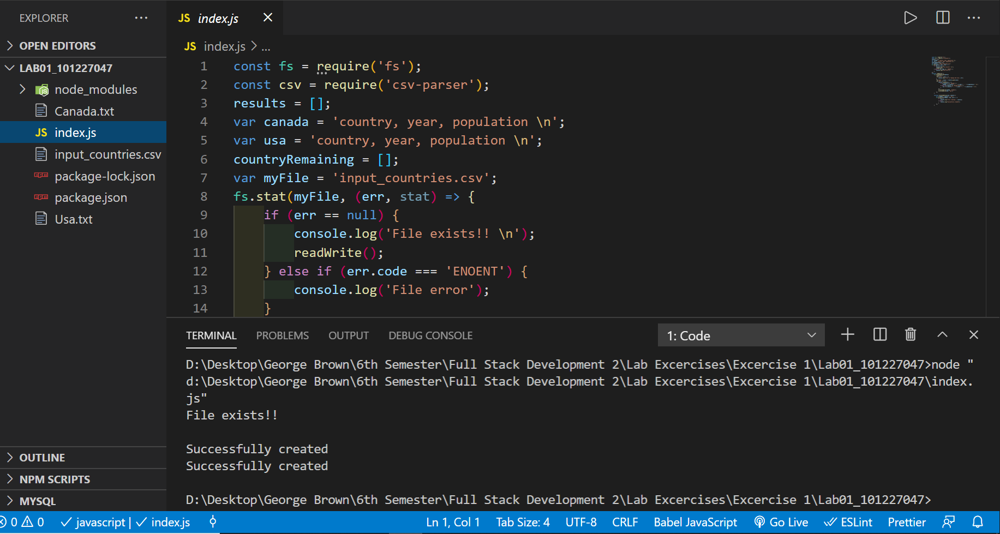 EXPLORER
OPEN EDITORS
LAB01_101227047
node_modules
Canada.txt
JS index.js
input_countries.csv
package-lock.json
package.json
Usa.txt
OUTLINE
NPM SCRIPTS
MYSQL
JS index.js
JS index.js > ...
1 const fs = require('fs');
2 const csv = require('csv-parser');
3 results = [];
4 var canada = 'country, year, population \n';
5 var usa = 'country, year, population \n';
6 countryRemaining = [];
7 var myFile = 'input_countries.csv';
8 fs.stat(myFile, (err, stat) => {
9 if (err == null) {
10 console.log('File exists!! \n');
11 readWrite();
12 } else if (err.code === 'ENOENT') {
13 console.log('File error');
14 }
TERMINAL PROBLEMS OUTPUT DEBUG CONSOLE 1: Code
D:\Desktop\George Brown\6th Semester\Full Stack Development 2\Lab Excercises\Excercise 1\Lab01_101227047>node "
d:\Desktop\George Brown\6th Semester\Full Stack Development 2\Lab Excercises\Excercise 1\Lab01_101227047\index.
js"
File exists!!
Successfully created
Successfully created
D:\Desktop\George Brown\6th Semester\Full Stack Development 2\Lab Excercises\Excercise 1\Lab01_101227047>
0 0 javascript | index.js Ln 1, Col 1 Tab Size: 4 UTF-8 CRLF Babel JavaScript Go Live ESLint Prettier